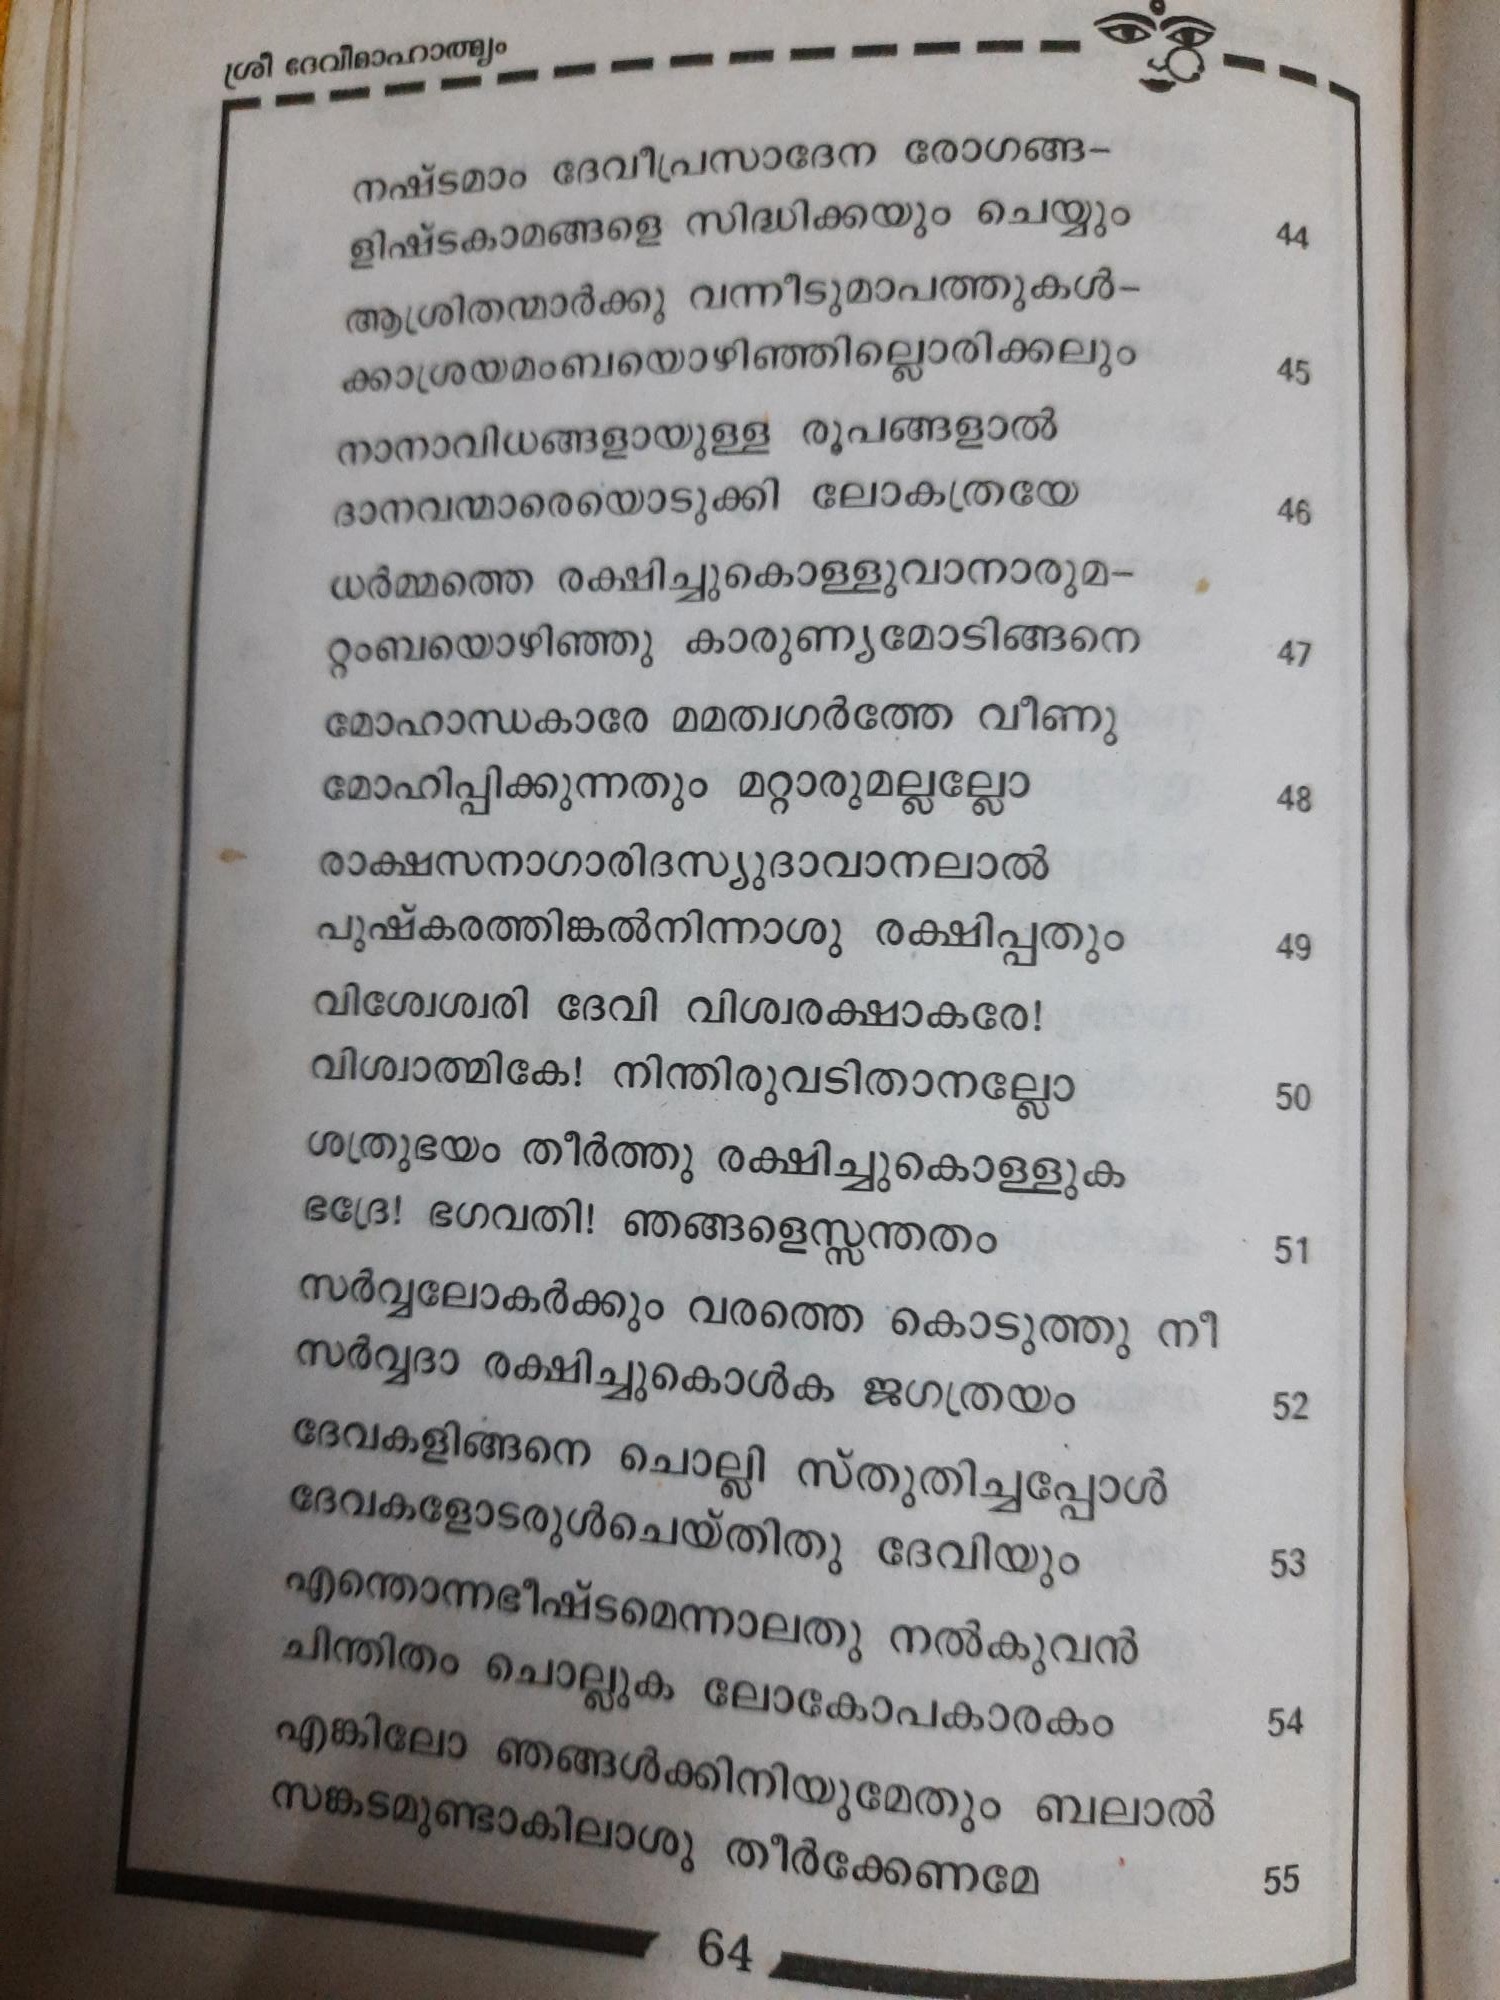 ശ്രീ ദേവീമാഹാത്മ്യം
നഷ്ടമാം ദേവീപ്രസാദേന രോഗങ്ങ-
ളിഷ്ടകാമങ്ങളെ സിദ്ധിക്കയും ചെയ്യും 44
ആശ്രിതന്മാർക്കു വന്നീടുമാപത്തുകൾ-
ക്കാശ്രയമംബയൊഴിഞ്ഞില്ലൊരിക്കലും 45
നാനാവിധങ്ങളായുള്ള രൂപങ്ങളാൽ
ദാനവന്മാരെയൊടുക്കി ലോകത്രയേ 46
ധർമ്മത്തെ രക്ഷിച്ചുകൊള്ളുവാനാരുമ-
റ്റംബയൊഴിഞ്ഞു കാരുണ്യമോടിങ്ങനെ 47
മോഹാന്ധകാരേ മമത്വഗർത്തേ വീണു
മോഹിപ്പിക്കുന്നതും മറ്റാരുമല്ലല്ലോ 48
രാക്ഷസനാഗാരിദസ്യുദാവാനലാൽ
പുഷ്കരത്തിങ്കൽനിന്നാശു രക്ഷിപ്പതും 49
വിശ്വേശ്വരി ദേവി വിശ്വരക്ഷാകരേ!
വിശ്വാത്മികേ! നിന്തിരുവടിതാനല്ലോ 50
ശത്രുഭയം തീർത്തു രക്ഷിച്ചുകൊള്ളുക
ഭദ്രേ! ഭഗവതി! ഞങ്ങളെസ്സന്തതം 51
സർവ്വലോകർക്കും വരത്തെ കൊടുത്തു നീ
സർവ്വദാ രക്ഷിച്ചുകൊൾക ജഗത്രയം 52
ദേവകളിങ്ങനെ ചൊല്ലി സ്തുതിച്ചപ്പോൾ
ദേവകളോടരുൾചെയ്തിതു ദേവിയും 53
എന്തൊന്നഭീഷ്ടമെന്നാലതു നൽകുവൻ
ചിന്തിതം ചൊല്ലുക ലോകോപകാരകം 54
എങ്കിലോ ഞങ്ങൾക്കിനിയുമേതും ബലാൽ
സങ്കടമുണ്ടാകിലാശു തീർക്കേണമേ 55
64